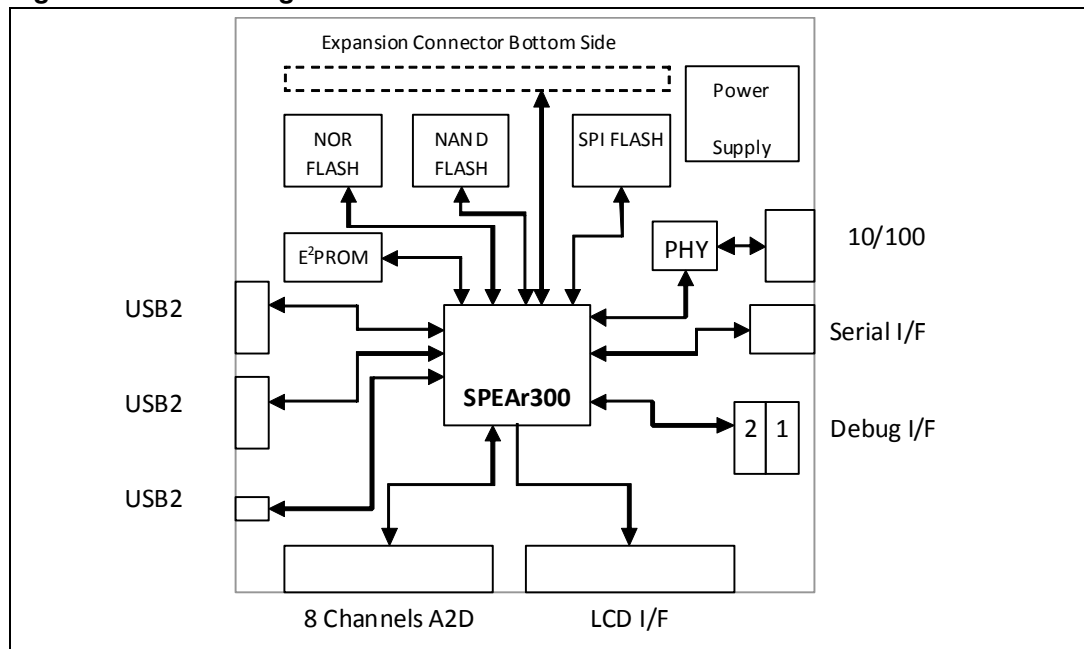 Expansion Connector Bottom Side
Power
Supply
NOR
FLASH
NAND
FLASH
SPI FLASH
PHY
10/100
E²PROM
USB2
Serial I/F
SPEAr300
USB2
2 1
Debug I/F
USB2
8 Channels A2D
LCD I/F